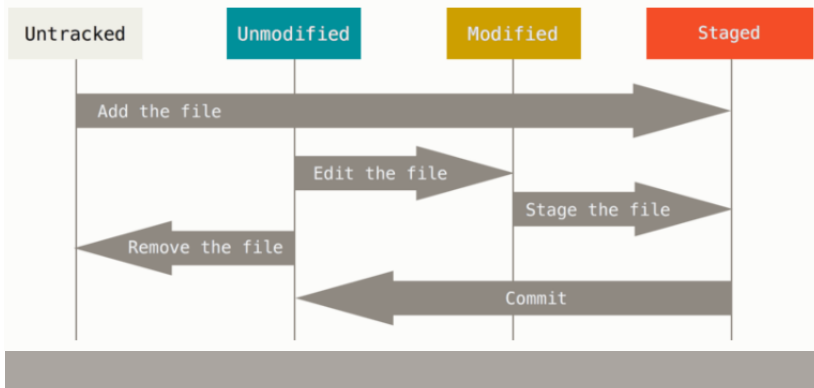 Untracked
Unmodified
Modified
Staged
Add the file
Edit the file
Stage the file
Remove the file
Commit